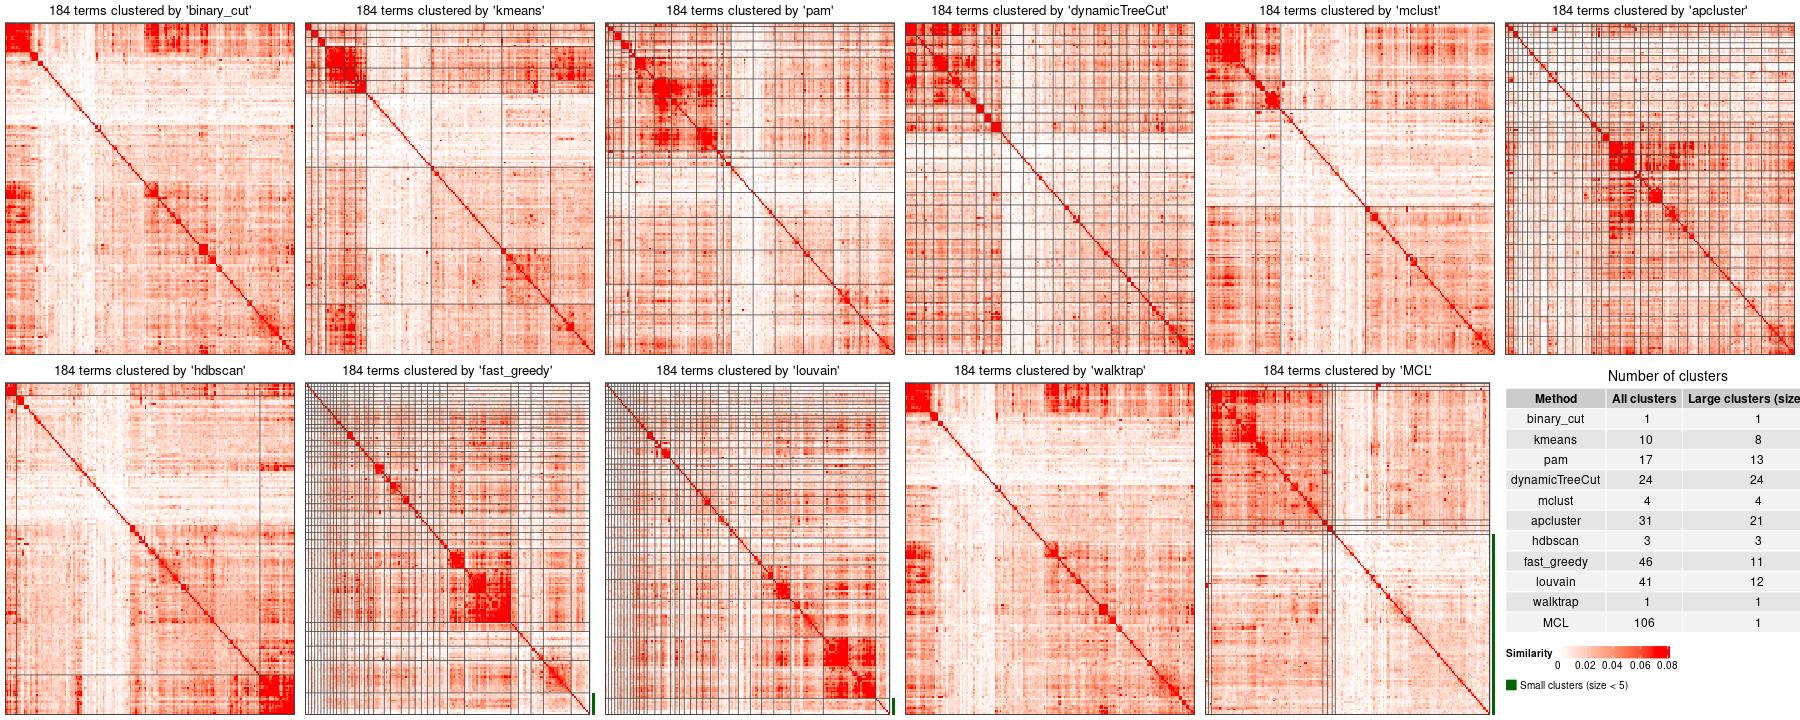 184 terms clustered by 'binary_cut'
184 terms clustered by 'kmeans'
184 terms clustered by 'pam'
184 terms clustered by 'dynamicTreeCut'
184 terms clustered by 'mclust'
184 terms clustered by 'apcluster'
184 terms clustered by 'hdbscan'
184 terms clustered by 'fast_greedy'
184 terms clustered by 'louvain'
184 terms clustered by 'walktrap'
184 terms clustered by 'MCL'
Number of clusters
Method All clusters Large clusters (size
binary_cut 1 1
kmeans 10 8
pam 17 13
dynamicTreeCut 24 24
mclust 4 4
apcluster 31 21
hdbscan 3 3
fast_greedy 46 11
louvain 41 12
walktrap 1 1
MCL 106 1
Similarity
0 0.02 0.04 0.06 0.08
Small clusters (size < 5)